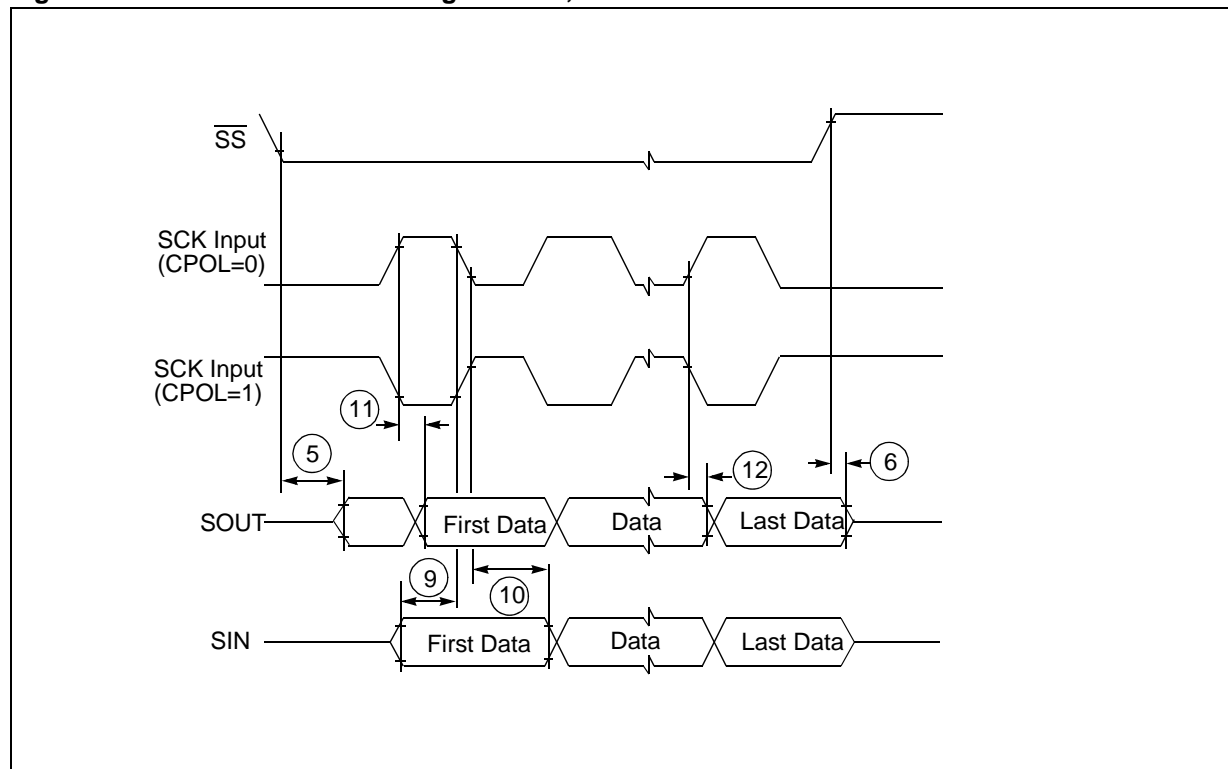 SS
SCK Input
(CPOL=0)
SCK Input
(CPOL=1)
11
5
12
6
SOUT
First Data
Data
Last Data
9
10
SIN
First Data
Data
Last Data